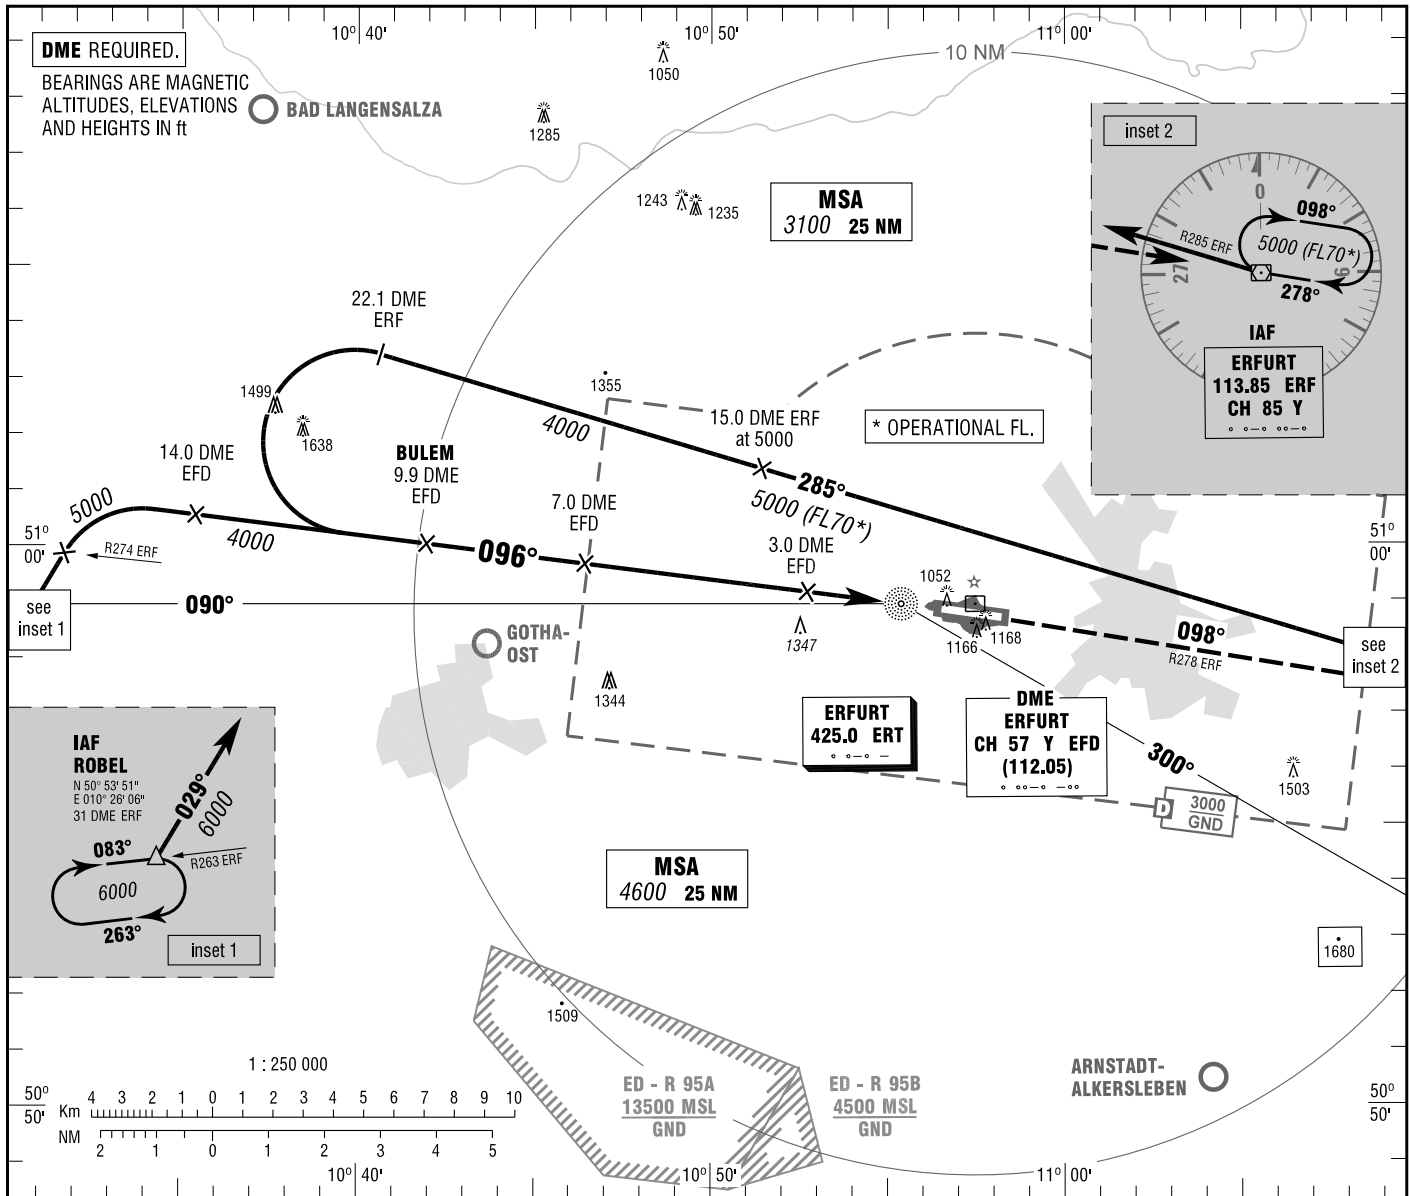 10° 40'
10° 50'
11° 00'
DME REQUIRED.
BEARINGS ARE MAGNETIC
ALTITUDES, ELEVATIONS
AND HEIGHTS IN ft
BAD LANGENSALZA
1050
1285
10 NM
1243
1235
MSA
3100 25 NM
inset 2
0
098°
R285 ERF
5000 (FL70*)
27
9
278°
IAF
ERFURT
113.85 ERF
CH 85 Y
22.1 DME
ERF
1499
1638
1355
4000
15.0 DME ERF
at 5000
* OPERATIONAL FL.
14.0 DME
EFD
BULEM
9.9 DME
EFD
7.0 DME
EFD
285°
5000 (FL70*)
5000
4000
096°
3.0 DME
EFD
51°
00'
R274 ERF
51°
00'
see
inset 1
090°
1052
GOTHA-
OST
1347
1166
1168
098°
R278 ERF
see
inset 2
1344
ERFURT
425.0 ERT
DME
ERFURT
CH 57 Y EFD
(112.05)
300°
1503
D
3000
GND
IAF
ROBEL
N 50° 53' 51"
E 010° 26' 06"
31 DME ERF
029°
6000
083°
R263 ERF
6000
263°
inset 1
MSA
4600 25 NM
1680
1509
1 : 250 000
ED - R 95A
13500 MSL
GND
ED - R 95B
4500 MSL
GND
ARNSTADT-
ALKERSLEBEN
50°
50'
50°
50'
Km
4 3 2 1 0 1 2 3 4 5 6 7 8 9 10
NM
2 1 0 1 2 3 4 5
10° 40'
10° 50'
11° 00'